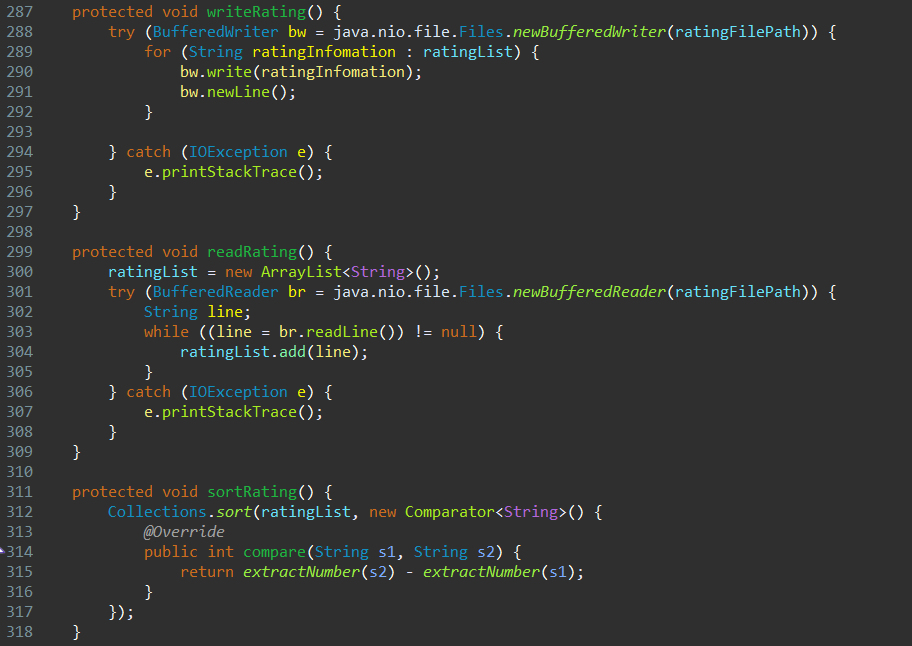 287    protected void writeRating() {
288        try (BufferedWriter bw = java.nio.file.Files.newBufferedWriter(ratingFilePath)) {
289            for (String ratingInfomation : ratingList) {
290                bw.write(ratingInfomation);
291                bw.newLine();
292            }
293
294        } catch (IOException e) {
295            e.printStackTrace();
296        }
297    }
298
299    protected void readRating() {
300        ratingList = new ArrayList<String>();
301        try (BufferedReader br = java.nio.file.Files.newBufferedReader(ratingFilePath)) {
302            String line;
303            while ((line = br.readLine()) != null) {
304                ratingList.add(line);
305            }
306        } catch (IOException e) {
307            e.printStackTrace();
308        }
309    }
310
311    protected void sortRating() {
312        Collections.sort(ratingList, new Comparator<String>() {
313            @Override
314            public int compare(String s1, String s2) {
315                return extractNumber(s2) - extractNumber(s1);
316            }
317        });
318    }